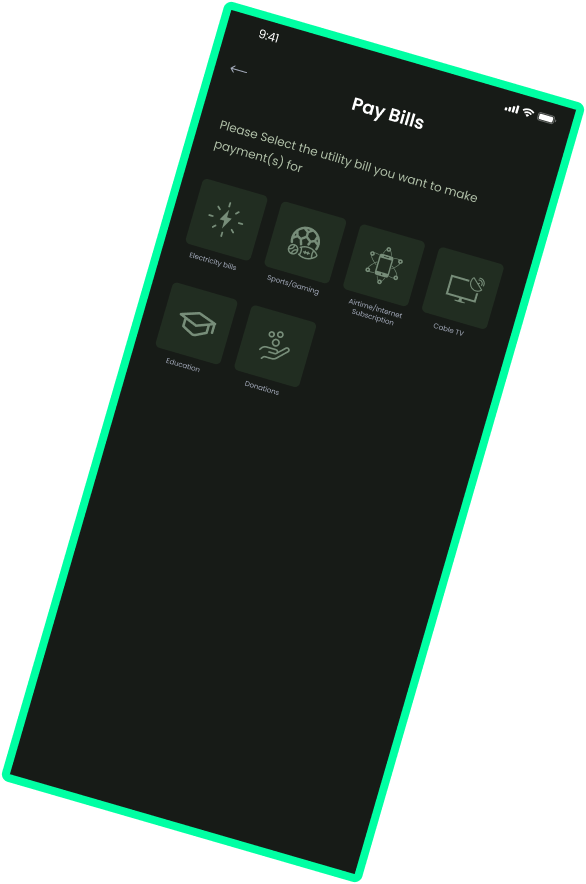 9:41
Pay Bills
Please Select the utility bill you want to make
payment(s) for
Electricity bills
Sports/Gaming
Airtime/Internet
Subscription
Cable TV
Education
Donations